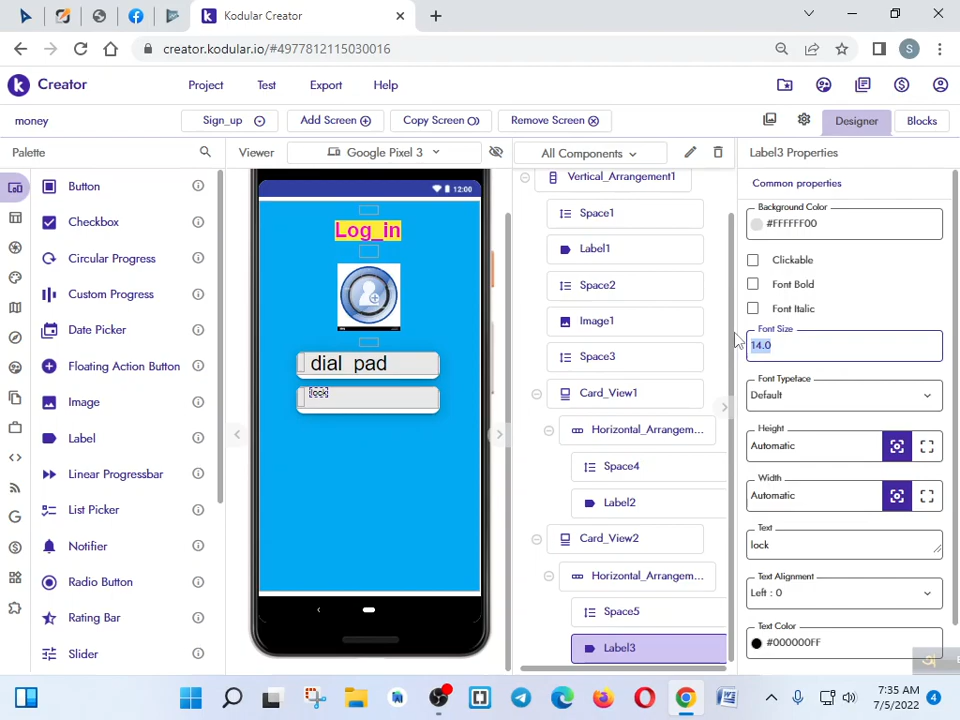 Kodular Creator
creator.kodular.io/#4977812115030016
S
Creator
Project
Test
Export
Help
money
Sign_up
Add Screen
Copy Screen
Remove Screen
Designer
Blocks
Palette
Viewer
Google Pixel 3
All Components
Label3 Properties
Button
Checkbox
Circular Progress
Custom Progress
Date Picker
Floating Action Button
Image
Label
Linear Progressbar
List Picker
Notifier
Radio Button
Rating Bar
Slider
12:00
Log_in
dial pad
lock
Vertical_Arrangement1
Space1
Label1
Space2
Image1
Space3
Card_View1
Horizontal_Arrangem...
Space4
Label2
Card_View2
Horizontal_Arrangem...
Space5
Label3
Common properties
Background Color
#FFFFFF00
Clickable
Font Bold
Font Italic
Font Size
14.0
Font Typeface
Default
Height
Automatic
Width
Automatic
Text
lock
Text Alignment
Left : 0
Text Color
#000000FF
অ
7:35 AM
7/5/2022
4